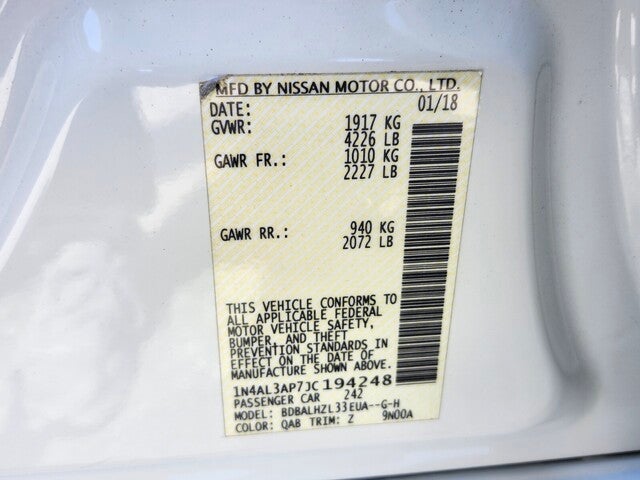 MFD BY NISSAN MOTOR CO., LTD.
DATE: 01/18
GVWR: 1917 KG
4226 LB
GAWR FR.: 1010 KG
2227 LB
GAWR RR.: 940 KG
2072 LB
THIS VEHICLE CONFORMS TO
ALL APPLICABLE FEDERAL
MOTOR VEHICLE SAFETY,
BUMPER, AND THEFT
PREVENTION STANDARDS IN
EFFECT ON THE DATE OF
MANUFACTURE SHOWN ABOVE.
1N4AL3AP7JC194248
PASSENGER CAR 242
MODEL: BDBALHZL33EUA--G-H
COLOR: QAB TRIM: Z 9N00A